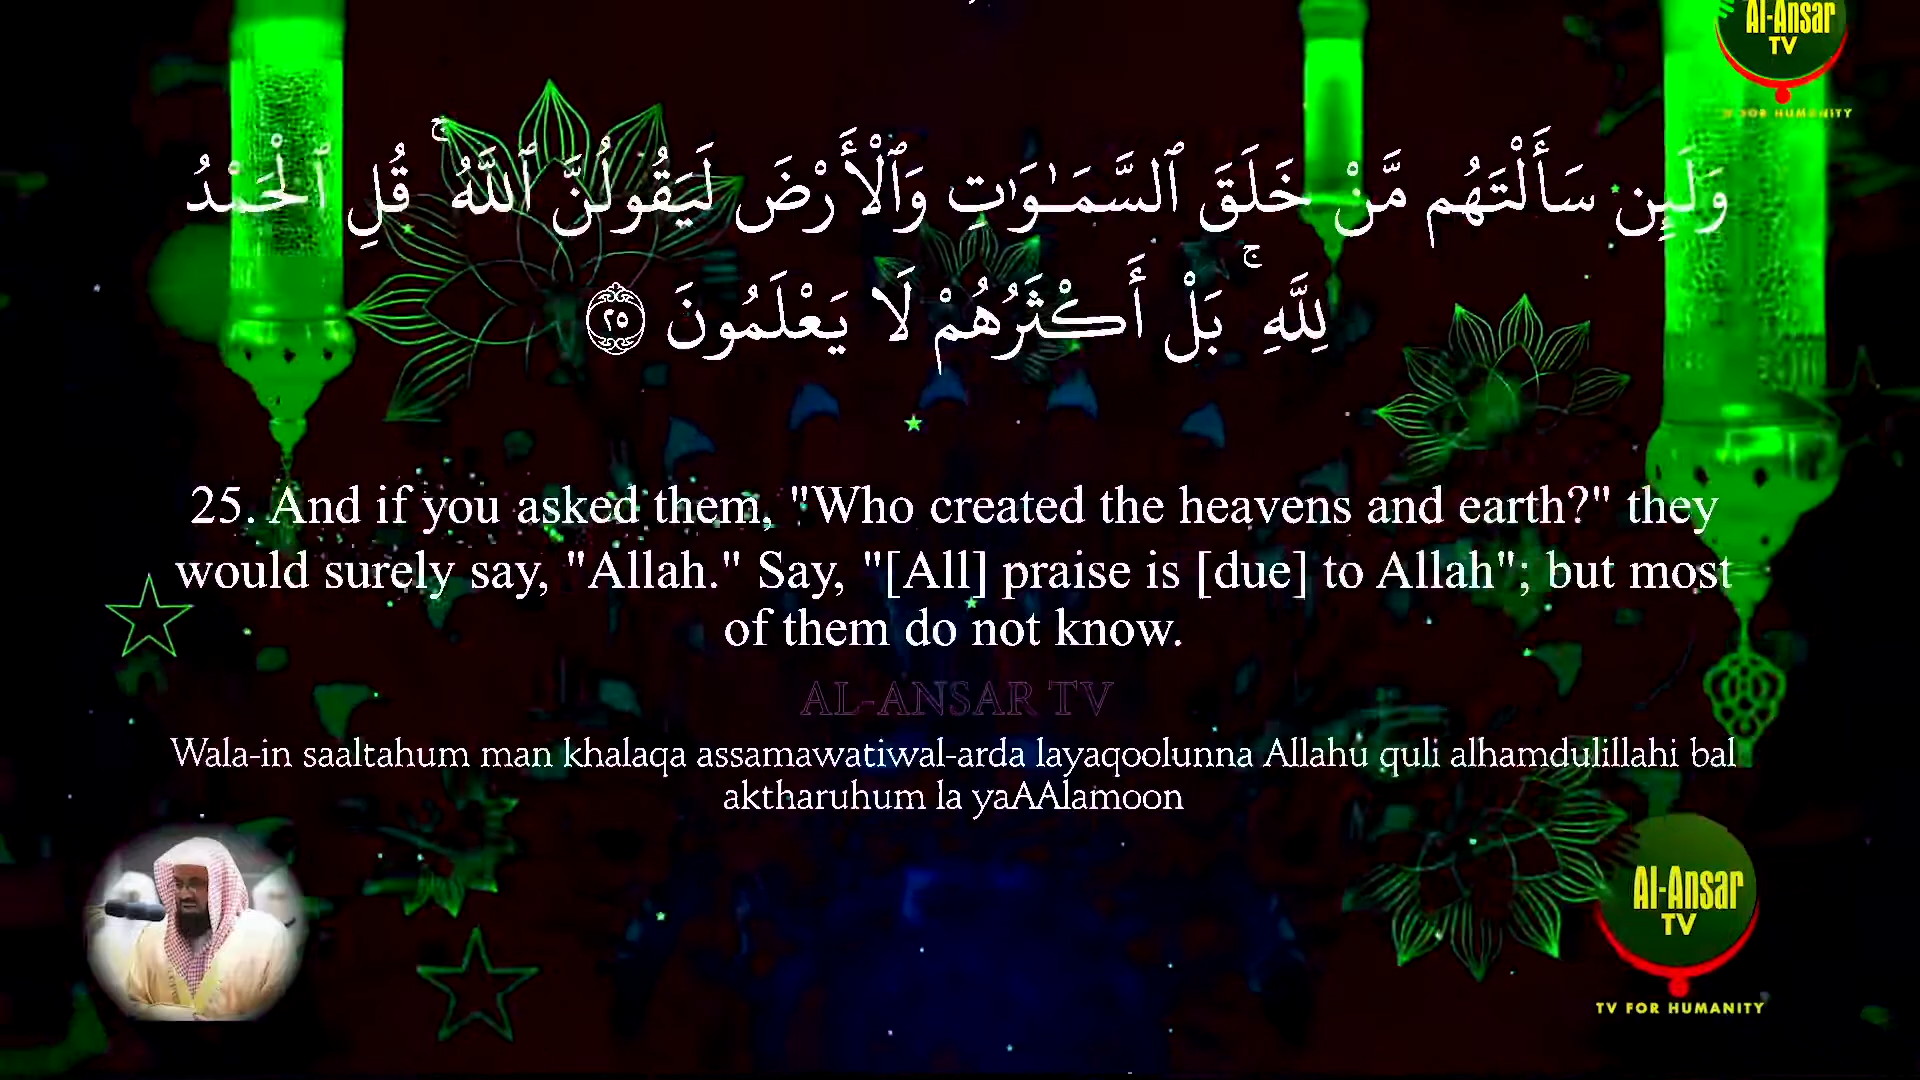 Al-Ansar
TV
TV FOR HUMANITY
وَلَئِن سَأَلْتَهُم مَّنْ خَلَقَ ٱلسَّمَـٰوَٰتِ وَٱلْأَرْضَ لَيَقُولُنَّ ٱللَّهُ ۚ قُلِ ٱلْحَمْدُ
لِلَّهِ ۚ بَلْ أَكْثَرُهُمْ لَا يَعْلَمُونَ ٢٥
25. And if you asked them, "Who created the heavens and earth?" they
would surely say, "Allah." Say, "[All] praise is [due] to Allah"; but most
of them do not know.
AL-ANSAR TV
Wala-in saaltahum man khalaqa assamawatiwal-arda layaqoolunna Allahu quli alhamdulillahi bal
aktharuhum la yaAAlamoon
Al-Ansar
TV
TV FOR HUMANITY